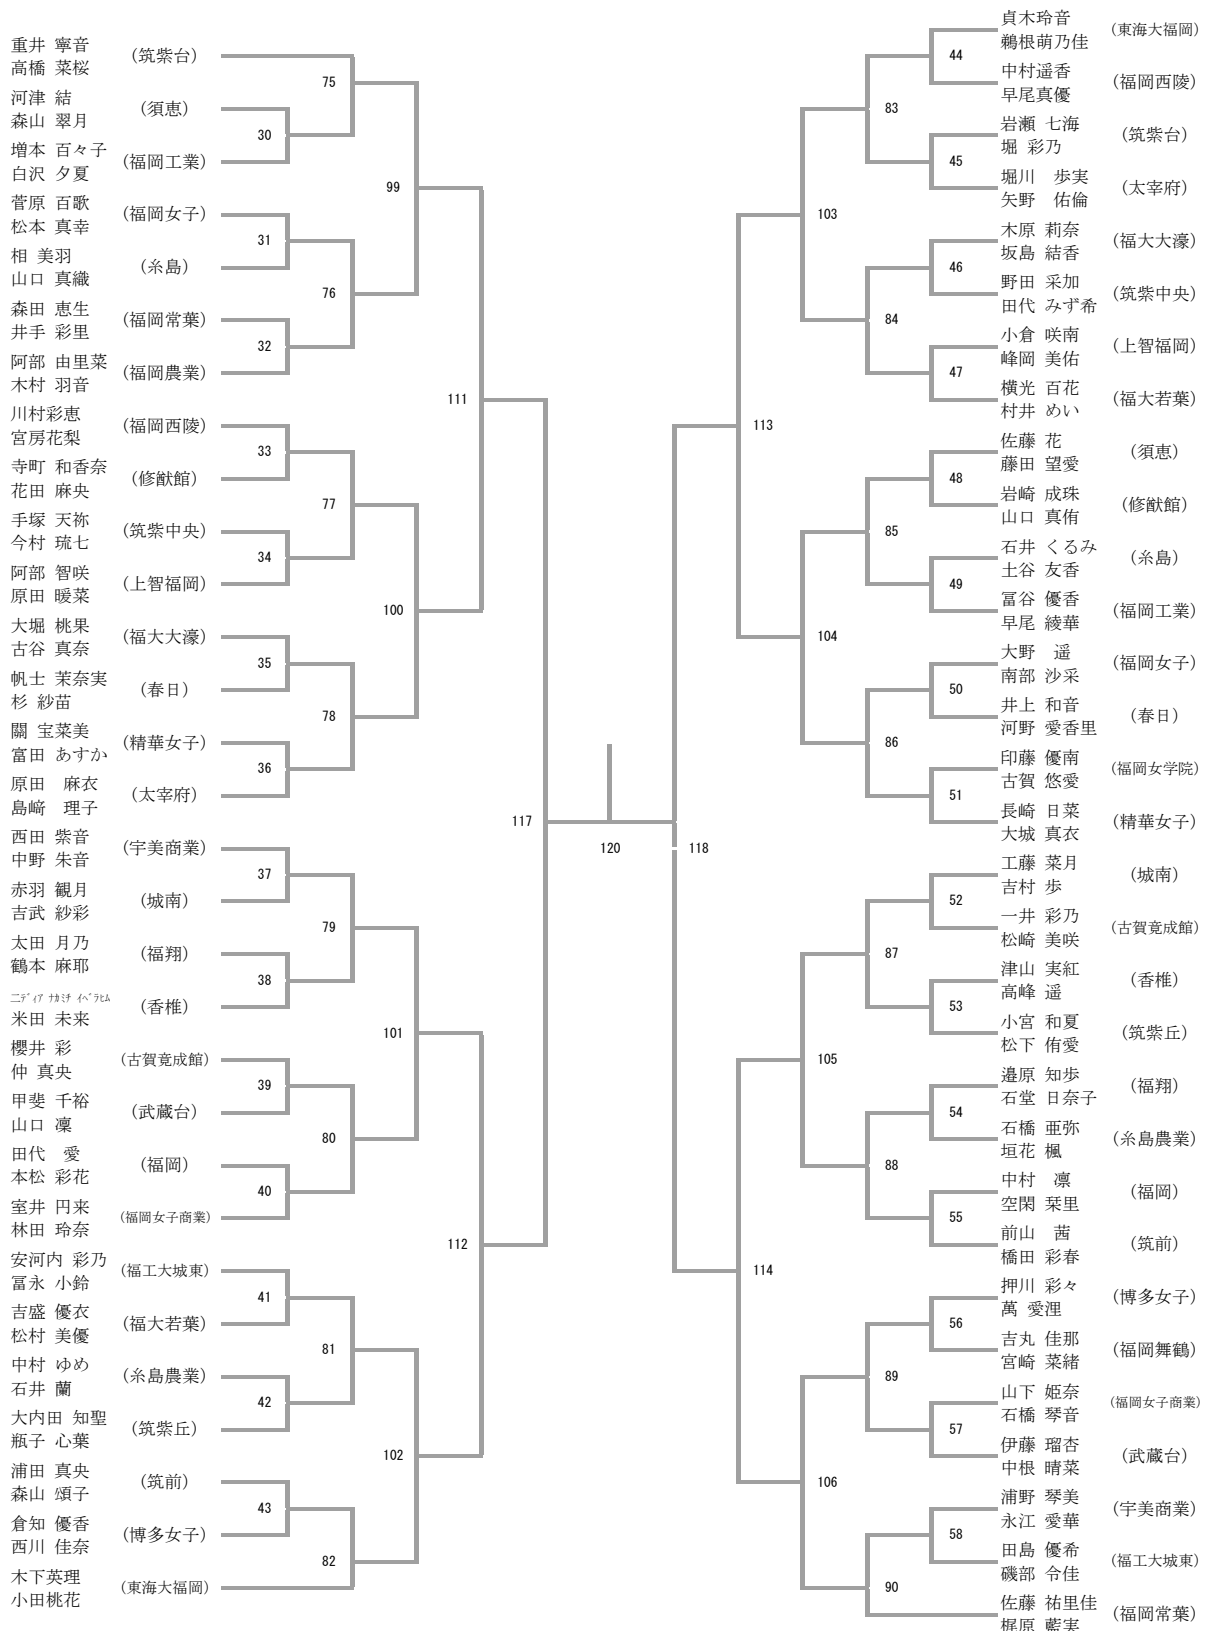 重井 寧音
高橋 菜桜
(筑紫台)
河津 結
森山 翠月
(須恵)
増本 百々子
白沢 夕夏
(福岡工業)
菅原 百歌
松本 真幸
(福岡女子)
相 美羽
山口 真織
(糸島)
森田 恵生
井手 彩里
(福岡常葉)
阿部 由里菜
木村 羽音
(福岡農業)
川村彩恵
宮房花梨
(福岡西陵)
寺町 和香奈
花田 麻央
(修猷館)
手塚 天祢
今村 琉七
(筑紫中央)
阿部 智咲
原田 暖菜
(上智福岡)
大堀 桃果
古谷 真奈
(福大大濠)
帆士 茉奈実
杉 紗苗
(春日)
關 宝菜美
富田 あすか
(精華女子)
原田　麻衣
島﨑　理子
(太宰府)
西田 紫音
中野 朱音
(宇美商業)
赤羽 観月
吉武 紗彩
(城南)
太田 月乃
鶴本 麻耶
(福翔)
ニディア ナカミチ イベラヒム
米田 未来
(香椎)
櫻井 彩
仲 真央
(古賀竟成館)
甲斐 千裕
山口 凜
(武蔵台)
田代　愛
本松 彩花
(福岡)
室井 円来
林田 玲奈
(福岡女子商業)
安河内 彩乃
冨永 小鈴
(福工大城東)
吉盛 優衣
松村 美優
(福大若葉)
中村 ゆめ
石井 蘭
(糸島農業)
大内田 知聖
瓶子 心葉
(筑紫丘)
浦田 真央
森山 頌子
(筑前)
倉知 優香
西川 佳奈
(博多女子)
木下英理
小田桃花
(東海大福岡)
30
31
32
33
34
35
36
37
38
39
40
41
42
43
75
76
77
78
79
80
81
82
99
100
101
102
111
112
117
120
118
113
114
103
104
105
106
83
84
85
86
87
88
89
90
44
45
46
47
48
49
50
51
52
53
54
55
56
57
58
貞木玲音
鵜根萌乃佳
(東海大福岡)
中村遥香
早尾真優
(福岡西陵)
岩瀬 七海
堀 彩乃
(筑紫台)
堀川　歩実
矢野　佑倫
(太宰府)
木原 莉奈
坂島 結香
(福大大濠)
野田 采加
田代 みず希
(筑紫中央)
小倉 咲南
峰岡 美佑
(上智福岡)
横光 百花
村井 めい
(福大若葉)
佐藤 花
藤田 望愛
(須恵)
岩崎 成珠
山口 真侑
(修猷館)
石井 くるみ
土谷 友香
(糸島)
冨谷 優香
早尾 綾華
(福岡工業)
大野　遥
南部 沙采
(福岡女子)
井上 和音
河野 愛香里
(春日)
印藤 優南
古賀 悠愛
(福岡女学院)
長崎 日菜
大城 真衣
(精華女子)
工藤 菜月
吉村 歩
(城南)
一井 彩乃
松崎 美咲
(古賀竟成館)
津山 実紅
高峰 遥
(香椎)
小宮 和夏
松下 侑愛
(筑紫丘)
邉原 知歩
石堂 日奈子
(福翔)
石橋 亜弥
垣花 楓
(糸島農業)
中村　凛
空閑 栞里
(福岡)
前山　茜
橋田 彩春
(筑前)
押川 彩々
萬 愛浬
(博多女子)
吉丸 佳那
宮崎 菜緒
(福岡舞鶴)
山下 姫奈
石橋 琴音
(福岡女子商業)
伊藤 瑠杏
中根 晴菜
(武蔵台)
浦野 琴美
永江 愛華
(宇美商業)
田島 優希
磯部 令佳
(福工大城東)
佐藤 祐里佳
梶原 藍実
(福岡常葉)